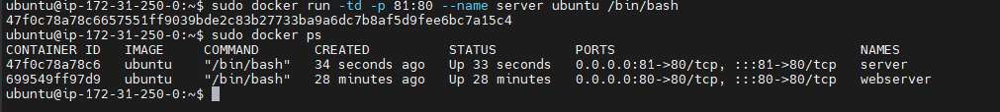 ubuntu@ip-172-31-250-0:~$ sudo docker run -td -p 81:80 --name server ubuntu /bin/bash
47f0c78a78c6657551ff9039bde2c83b27733ba9a6dc7b8af5d9fee6bc7a15c4
ubuntu@ip-172-31-250-0:~$ sudo docker ps
CONTAINER ID   IMAGE     COMMAND       CREATED          STATUS          PORTS                               NAMES
47f0c78a78c6   ubuntu    "/bin/bash"   34 seconds ago   Up 33 seconds   0.0.0.0:81->80/tcp, :::81->80/tcp   server
699549ff97d9   ubuntu    "/bin/bash"   28 minutes ago   Up 28 minutes   0.0.0.0:80->80/tcp, :::80->80/tcp   webserver
ubuntu@ip-172-31-250-0:~$